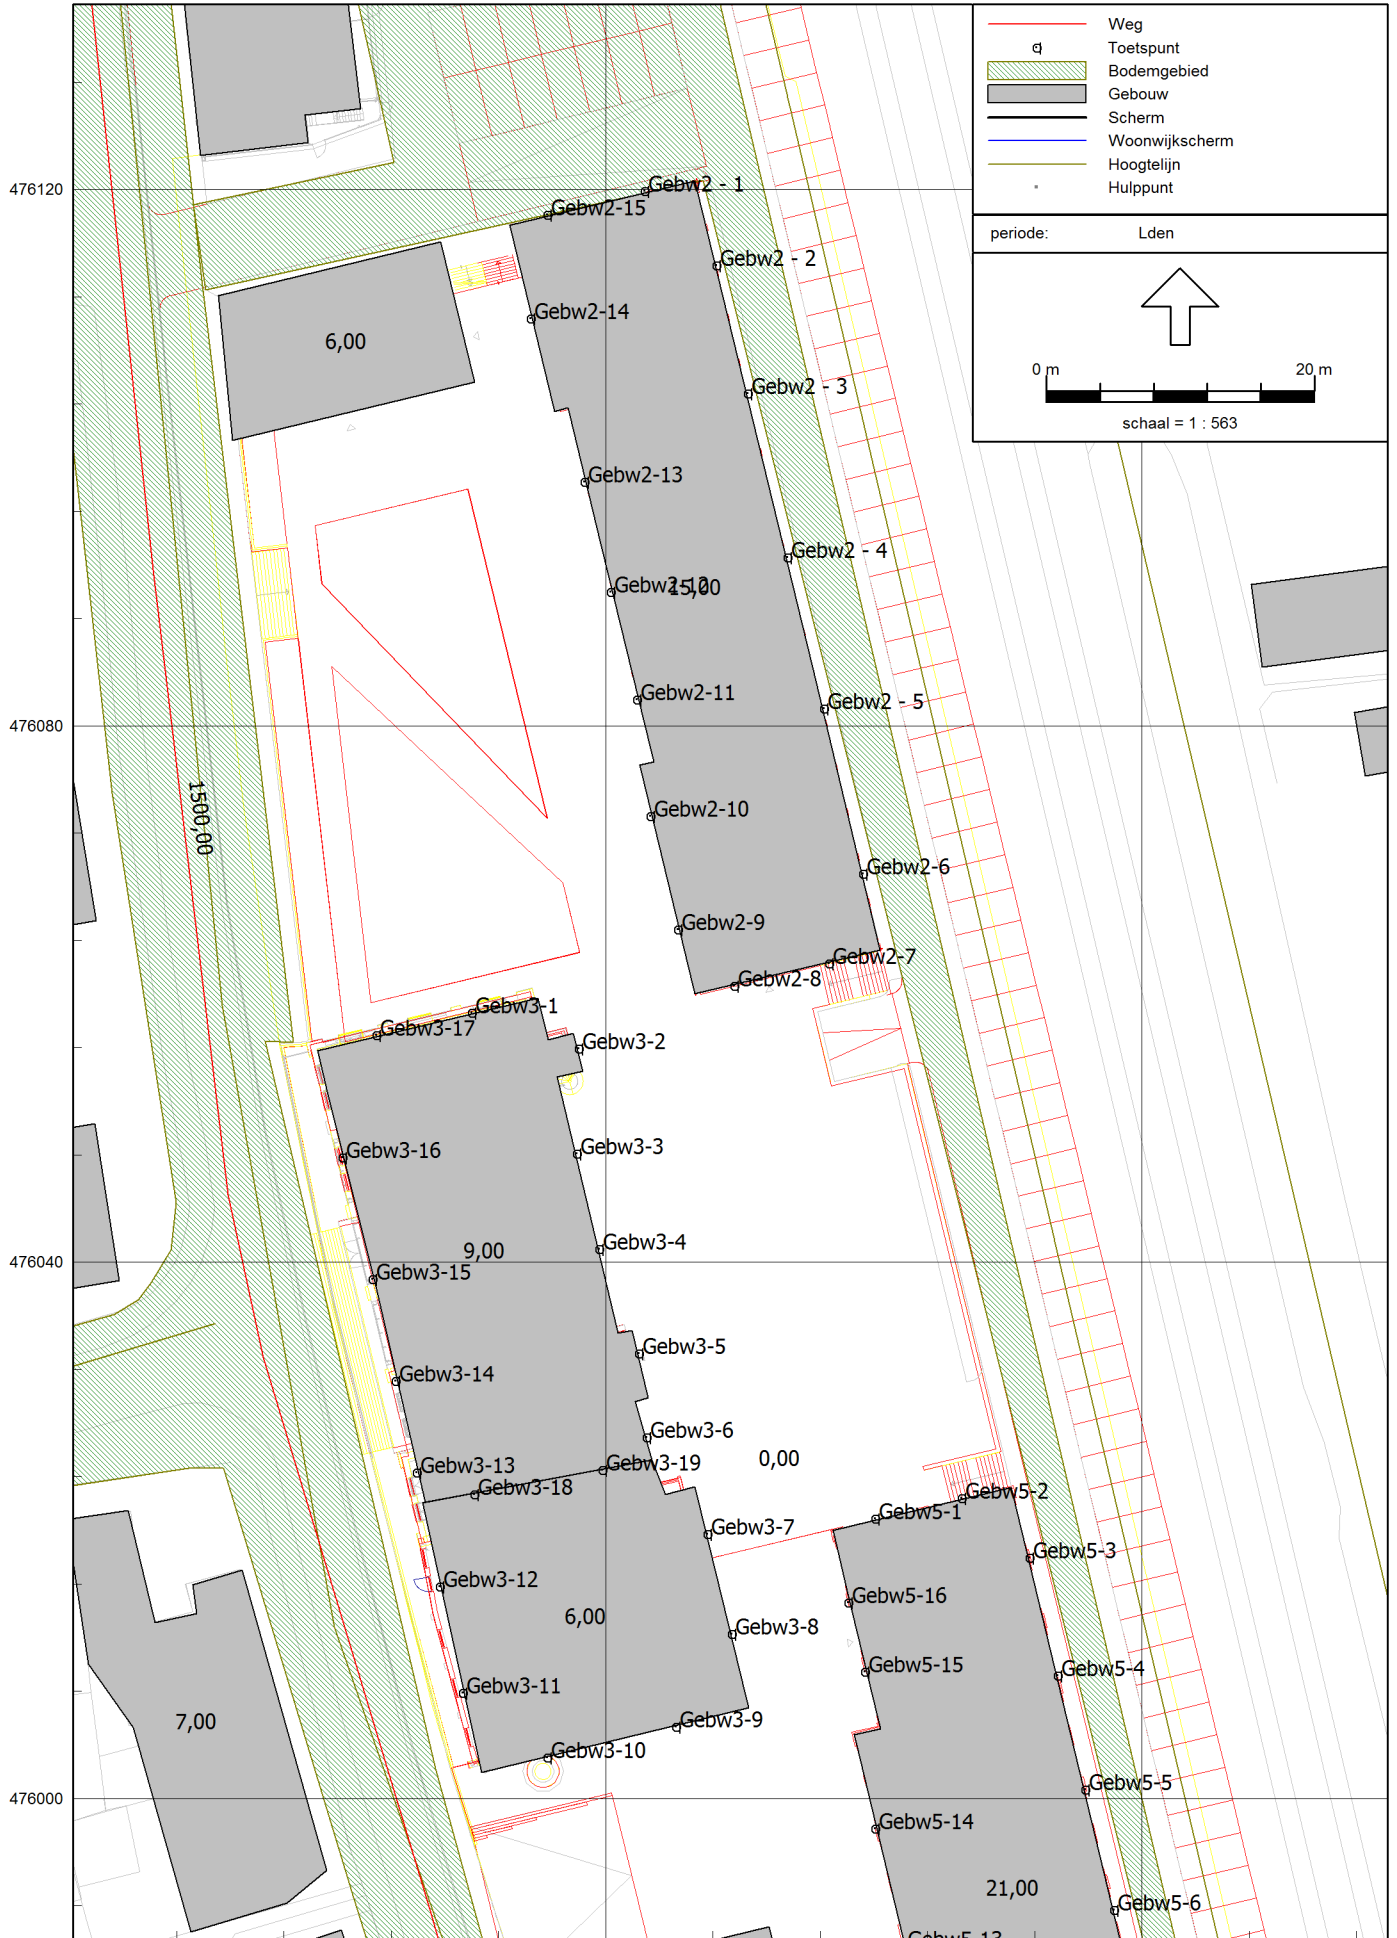 Weg
Toetspunt
Bodemgebied
Gebouw
Scherm
Woonwijkscherm
Hoogtelijn
Hulppunt
periode: Lden
0 m 20 m
schaal = 1 : 563
476120
Gebw2 - 1
Gebw2-15
Gebw2 - 2
Gebw2-14
6,00
Gebw2 - 3
Gebw2-13
Gebw2 - 4
Gebw2-12
15,00
Gebw2-11
Gebw2 - 5
476080
1500,00
Gebw2-10
Gebw2-6
Gebw2-9
Gebw2-7
Gebw2-8
Gebw3-1
Gebw3-17
Gebw3-2
Gebw3-16
Gebw3-3
Gebw3-4
9,00
476040
Gebw3-15
Gebw3-5
Gebw3-14
Gebw3-6
0,00
Gebw3-19
Gebw3-13
Gebw3-18
Gebw5-2
Gebw5-1
Gebw3-7
Gebw5-3
Gebw3-12
Gebw5-16
6,00
Gebw3-8
Gebw5-15
Gebw5-4
Gebw3-11
7,00
Gebw3-9
Gebw3-10
Gebw5-5
476000
Gebw5-14
21,00
Gebw5-6
Gebw5-13